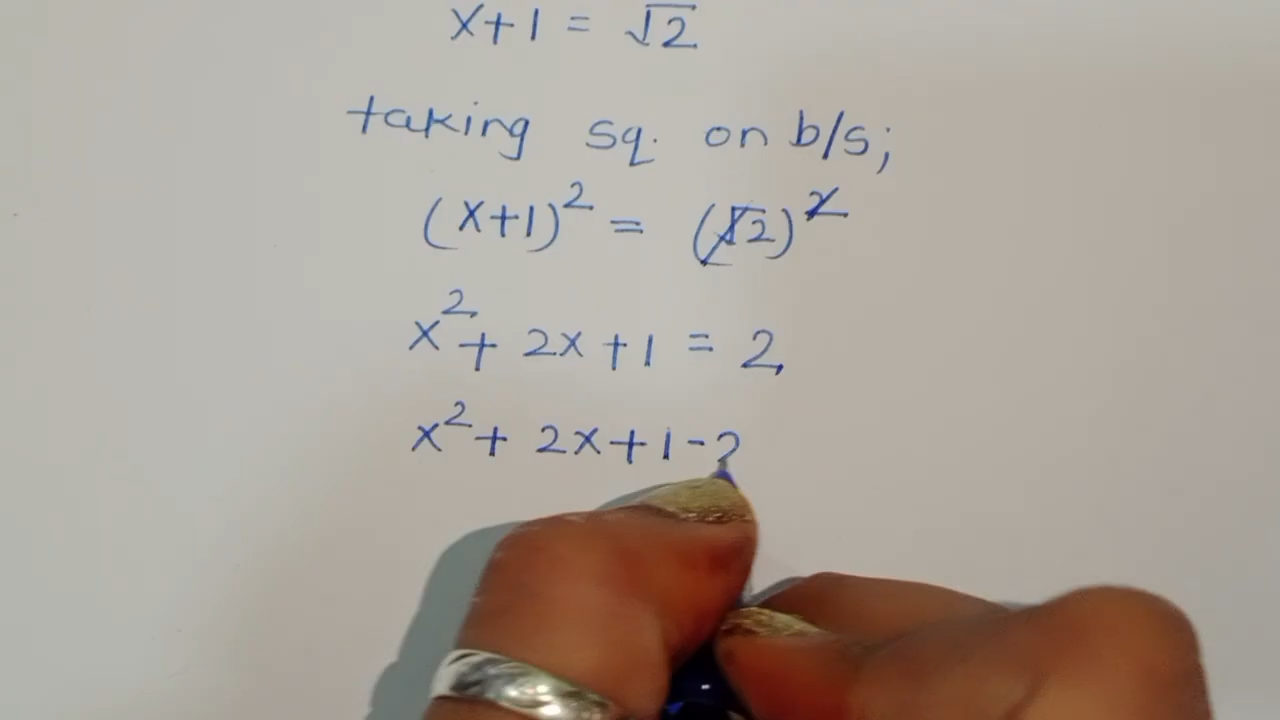 x+1 = √2
taking sq. on b/s;
(x+1)² = (√2)²
x² + 2x + 1 = 2,
x² + 2x + 1 - 2